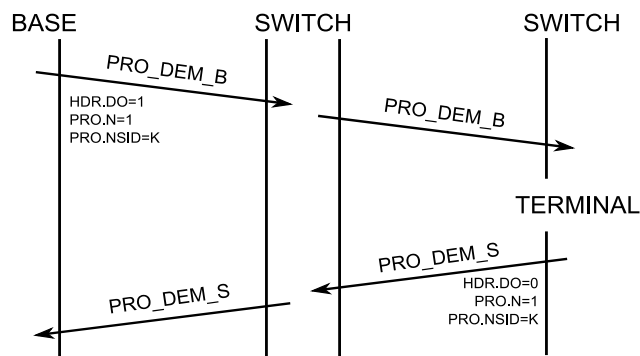 BASE
SWITCH
SWITCH
PRO_DEM_B
HDR.DO=1
PRO.N=1
PRO.NSID=K
PRO_DEM_B
TERMINAL
PRO_DEM_S
HDR.DO=0
PRO.N=1
PRO.NSID=K
PRO_DEM_S